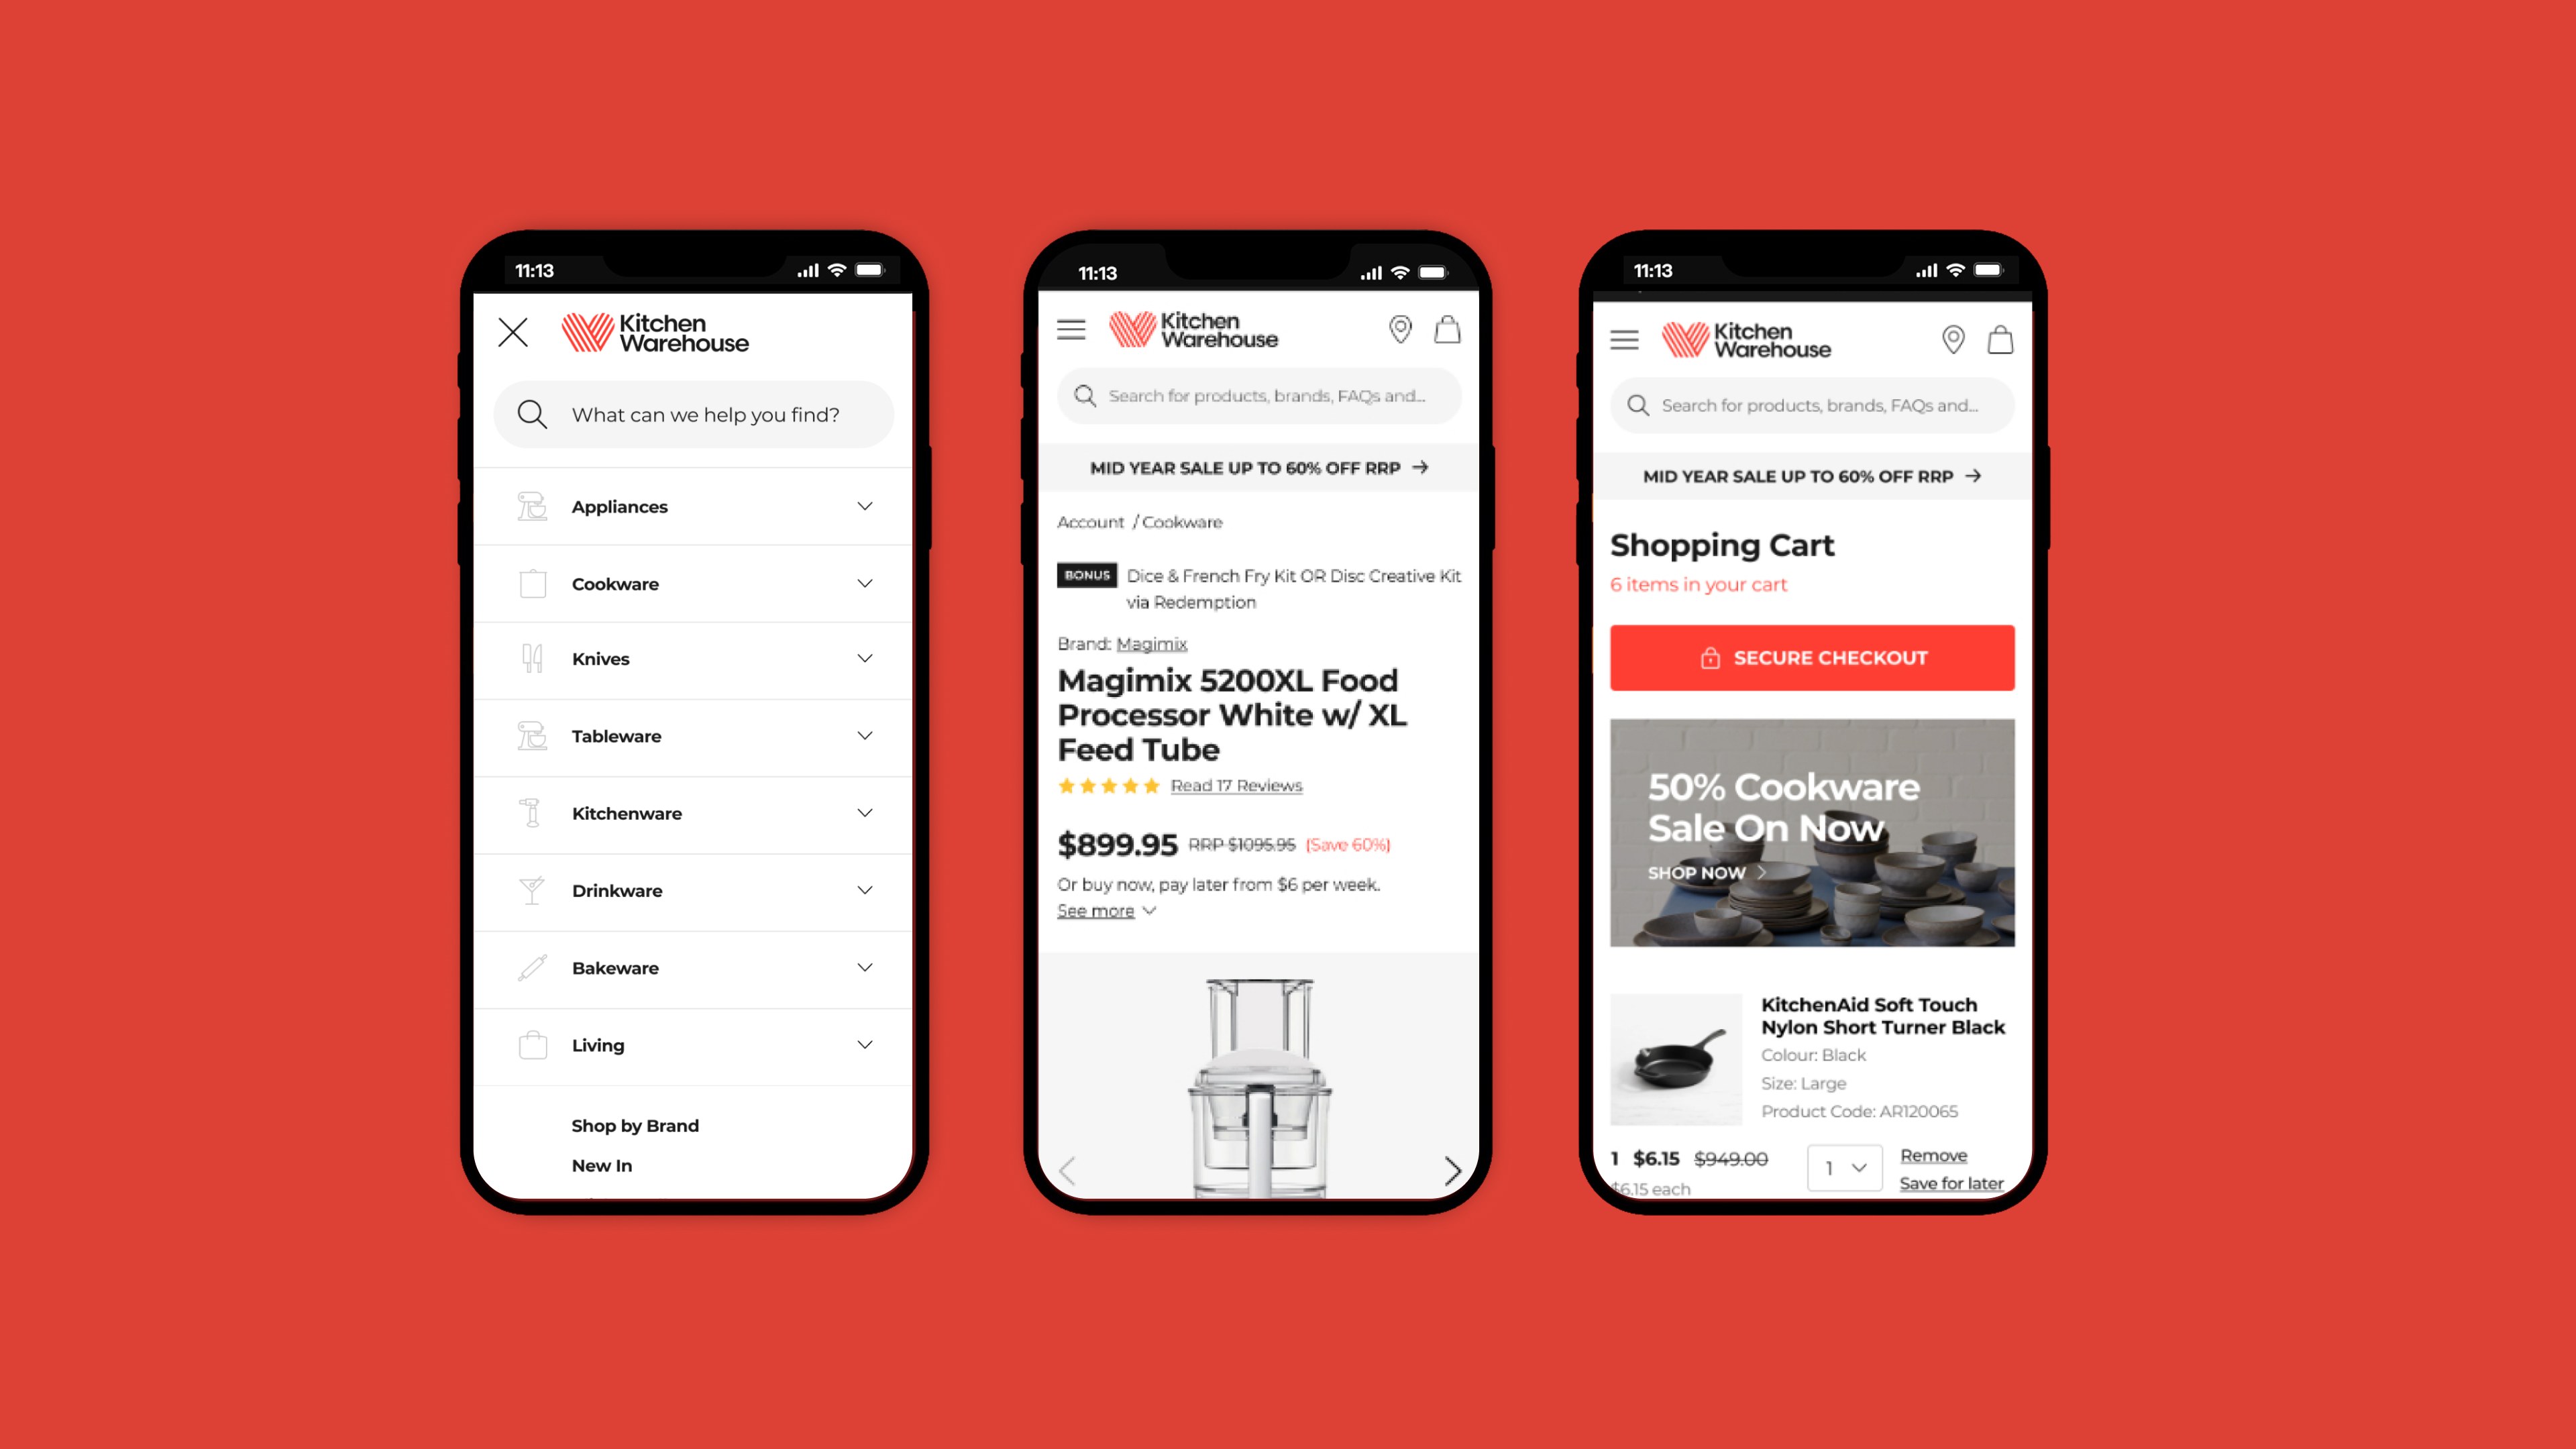 11:13
Kitchen
Warehouse
What can we help you find?
Appliances
Cookware
Knives
Tableware
Kitchenware
Drinkware
Bakeware
Living
Shop by Brand
New In
11:13
Kitchen
Warehouse
Search for products, brands, FAQs and...
MID YEAR SALE UP TO 60% OFF RRP →
Account / Cookware
BONUS Dice & French Fry Kit OR Disc Creative Kit
via Redemption
Brand: Magimix
Magimix 5200XL Food
Processor White w/ XL
Feed Tube
Read 17 Reviews
$899.95 RRP $1095.95 (Save 60%)
Or buy now, pay later from $6 per week.
See more
11:13
Kitchen
Warehouse
Search for products, brands, FAQs and...
MID YEAR SALE UP TO 60% OFF RRP →
Shopping Cart
6 items in your cart
SECURE CHECKOUT
50% Cookware
Sale On Now
SHOP NOW
KitchenAid Soft Touch
Nylon Short Turner Black
Colour: Black
Size: Large
Product Code: AR120065
1 $6.15 $949.00 1 Remove
$6.15 each Save for later